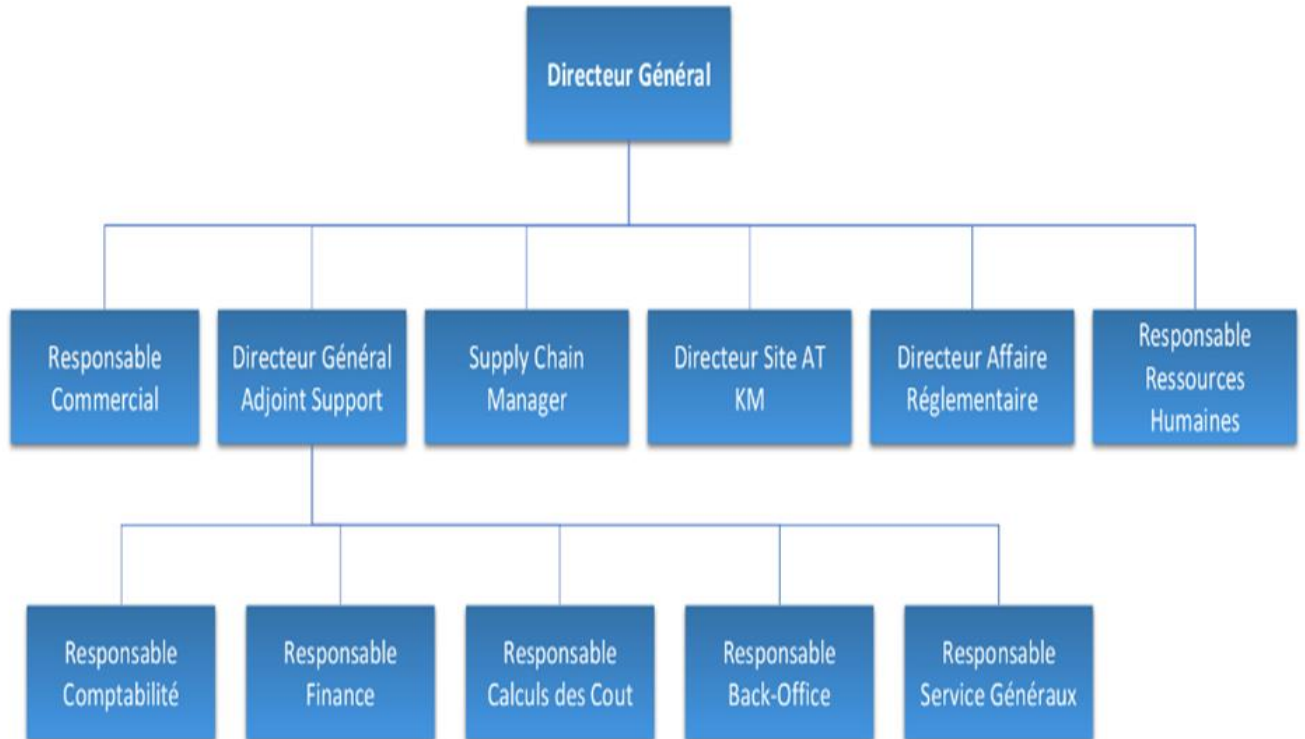 Directeur Général
Responsable
Commercial
Directeur Général
Adjoint Support
Supply Chain
Manager
Directeur Site AT
KM
Directeur Affaire
Réglementaire
Responsable
Ressources
Humaines
Responsable
Comptabilité
Responsable
Finance
Responsable
Calculs des Cout
Responsable
Back-Office
Responsable
Service Généraux